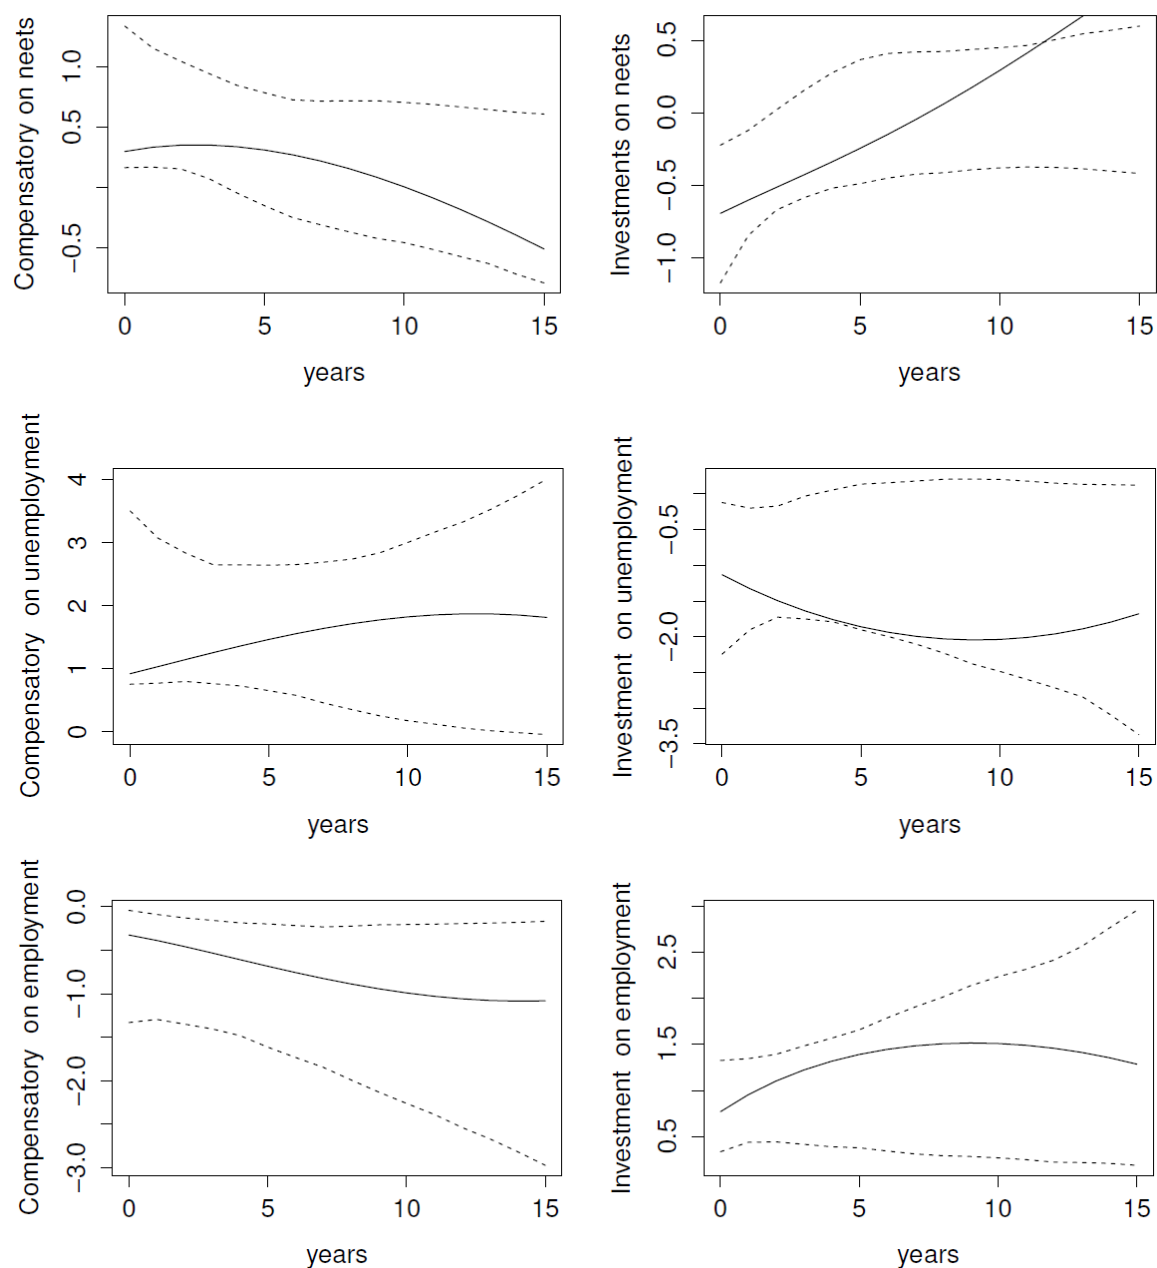 Compensatory on neets
1.0
0.5
−0.5
0 5 10 15
years
Investments on neets
0.5
0.0
−0.5
−1.0
0 5 10 15
years
Compensatory on unemployment
4
3
2
1
0
0 5 10 15
years
Investment on unemployment
−0.5
−2.0
−3.5
0 5 10 15
years
Compensatory on employment
0.0
−1.0
−2.0
−3.0
0 5 10 15
years
Investment on employment
2.5
1.5
0.5
0 5 10 15
years